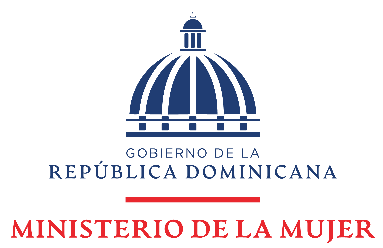 GOBIERNO DE LA
REPÚBLICA DOMINICANA
MINISTERIO DE LA MUJER